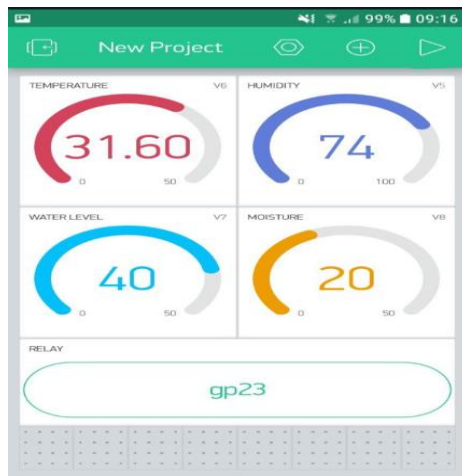 99% 09:16
New Project
TEMPERATURE V6 HUMIDITY V5
31.60 74
0 50 0 100
WATER LEVEL V7 MOISTURE V8
40 20
0 50 0 50
RELAY
gp23